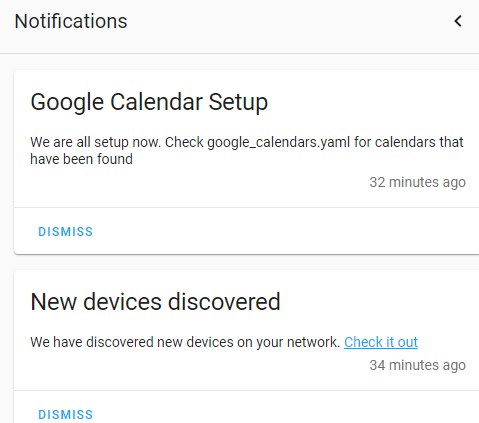 Notifications
Google Calendar Setup
We are all setup now. Check google_calendars.yaml for calendars that
have been found
32 minutes ago
DISMISS
New devices discovered
We have discovered new devices on your network. Check it out
34 minutes ago
DISMISS